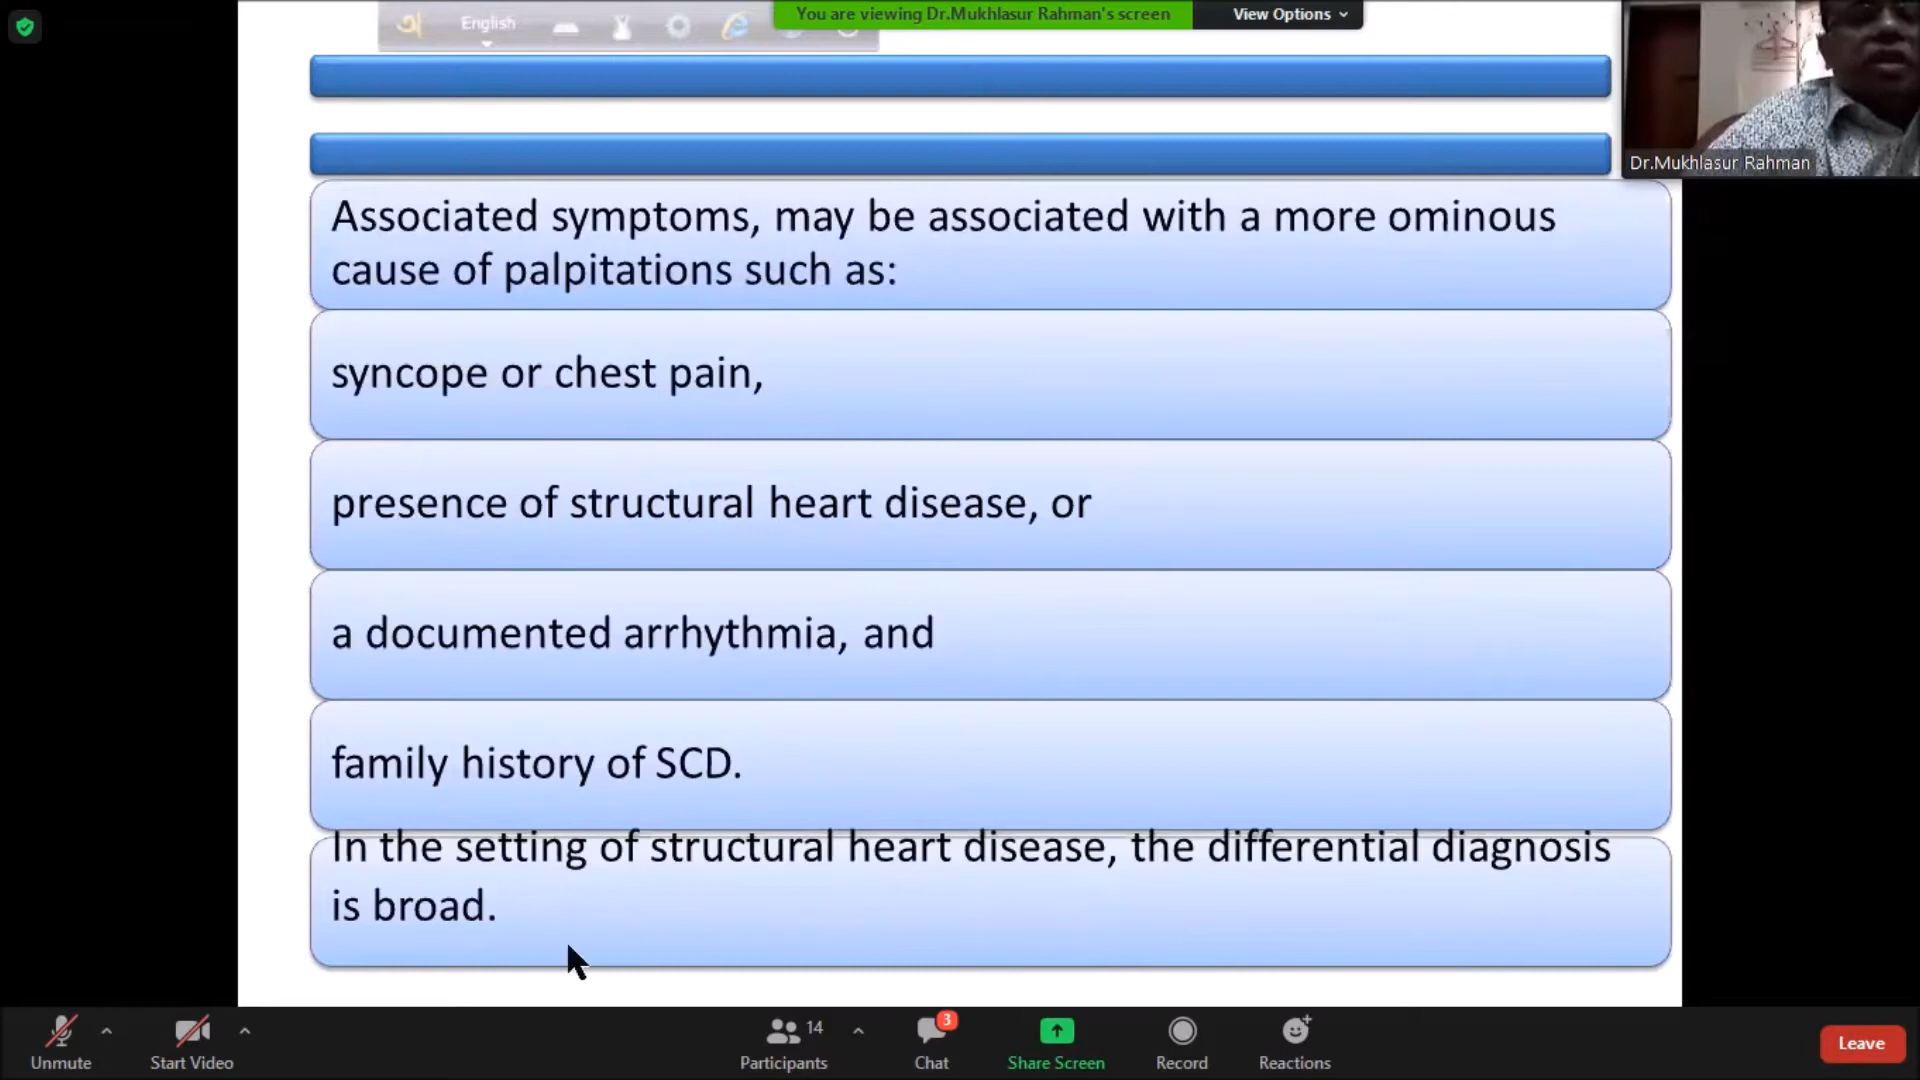 English
You are viewing Dr.Mukhlasur Rahman's screen
View Options
Dr.Mukhlasur Rahman
Associated symptoms, may be associated with a more ominous
cause of palpitations such as:
syncope or chest pain,
presence of structural heart disease, or
a documented arrhythmia, and
family history of SCD.
In the setting of structural heart disease, the differential diagnosis
is broad.
Unmute
Start Video
14
Participants
3
Chat
Share Screen
Record
Reactions
Leave